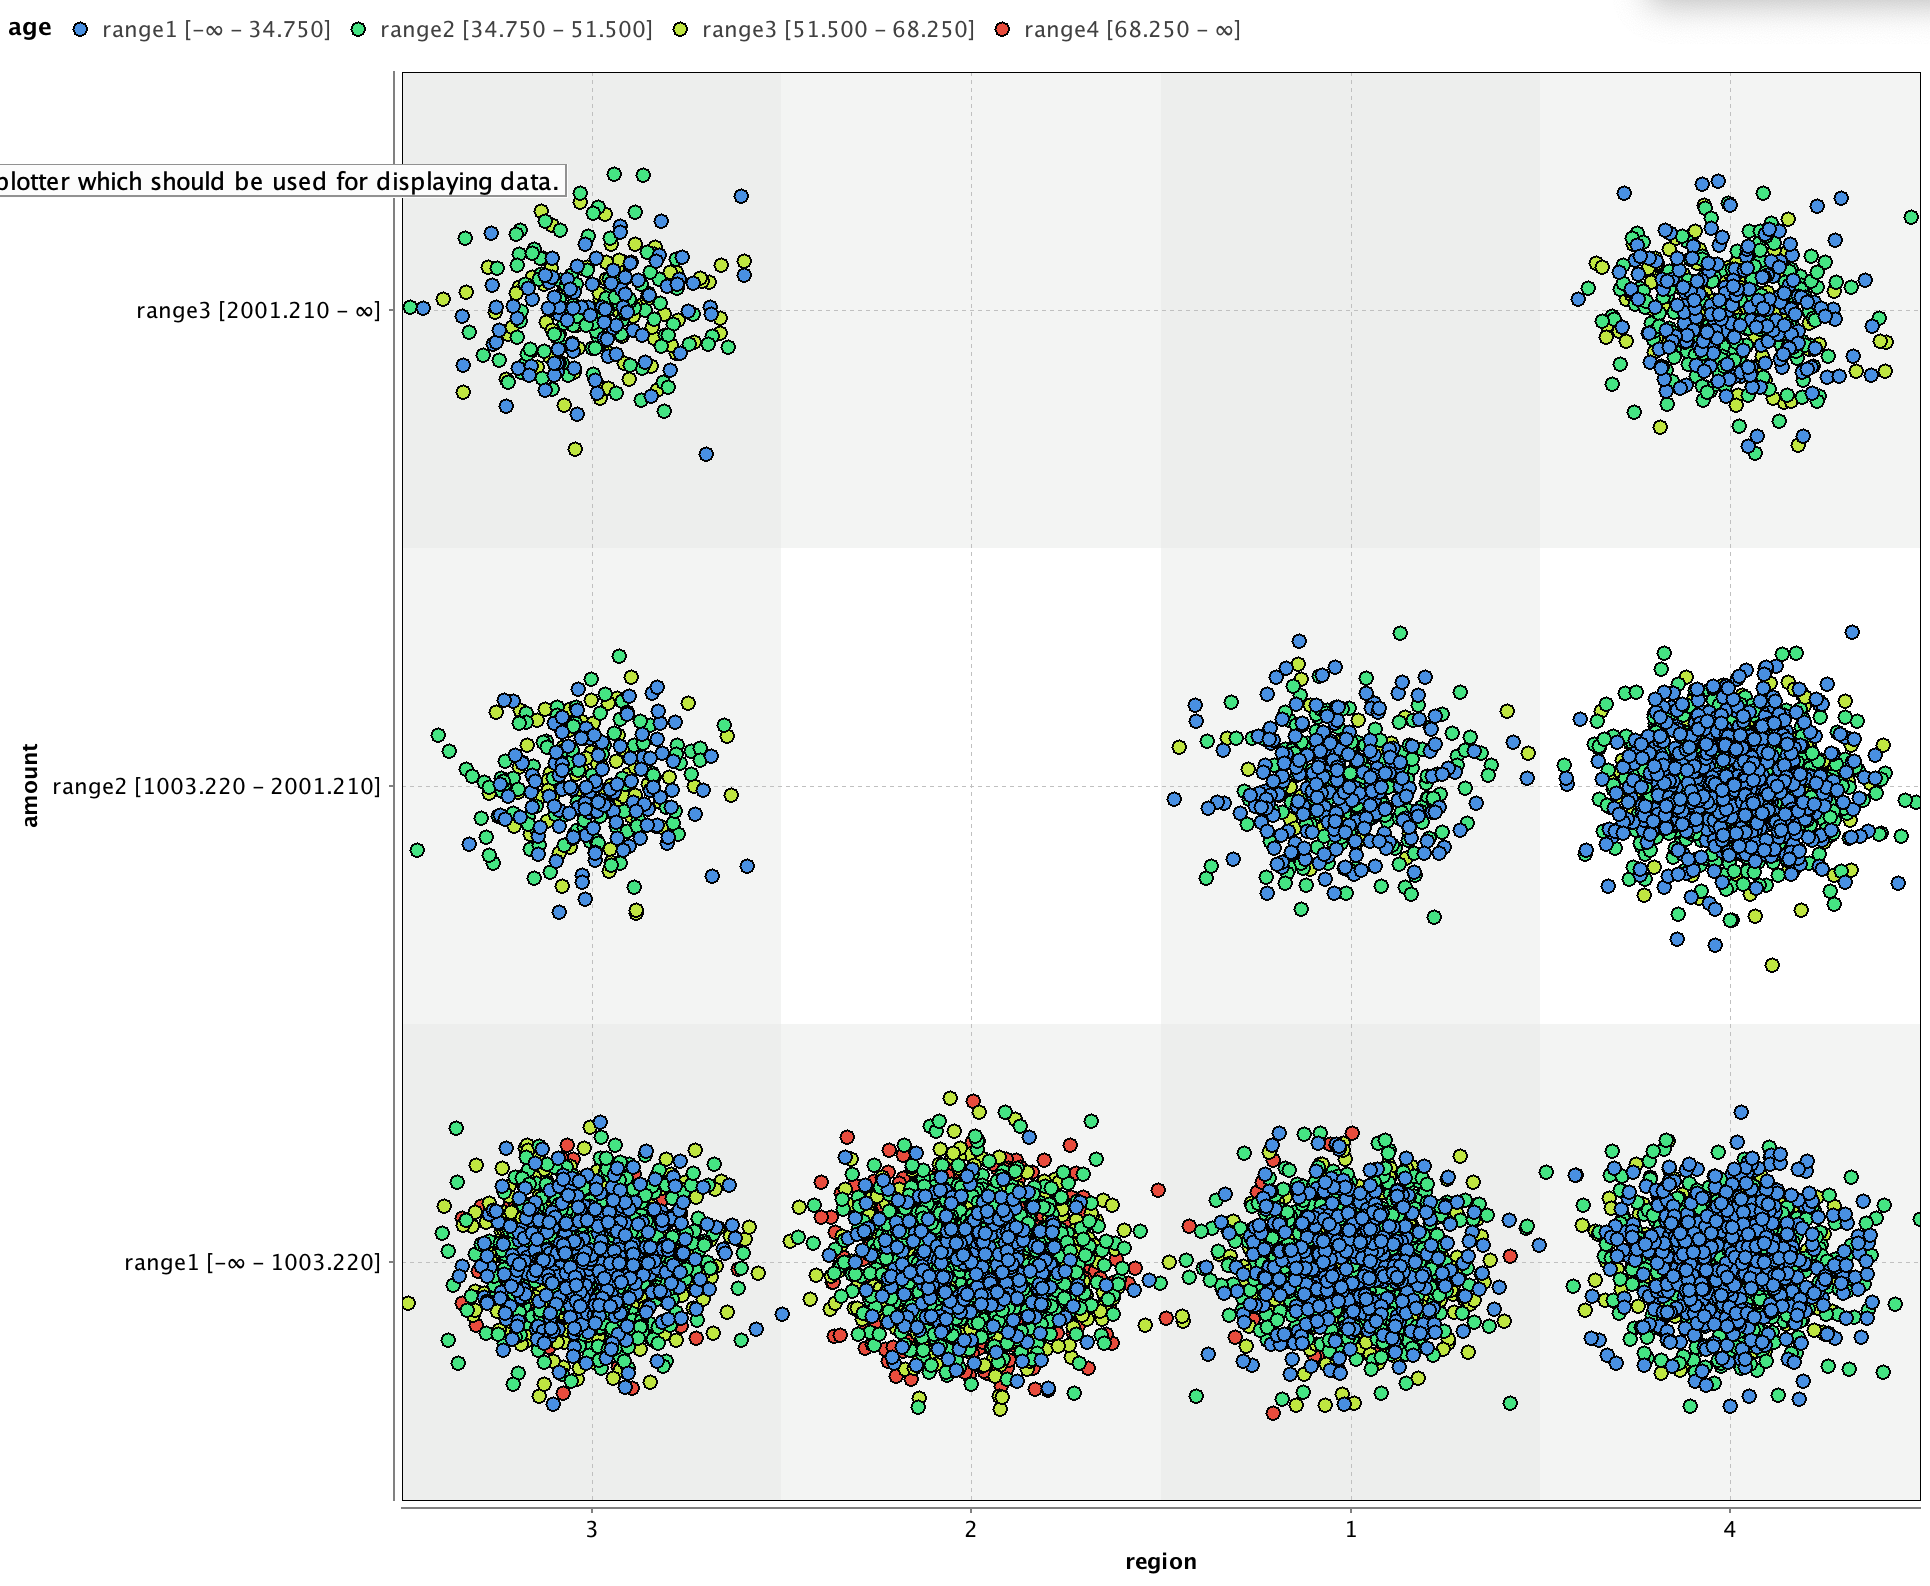 age range1 [-∞ – 34.750] range2 [34.750 – 51.500] range3 [51.500 – 68.250] range4 [68.250 – ∞]
plotter which should be used for displaying data.
range3 [2001.210 – ∞]
amount
range2 [1003.220 – 2001.210]
range1 [-∞ – 1003.220]
3 2 1 4
region